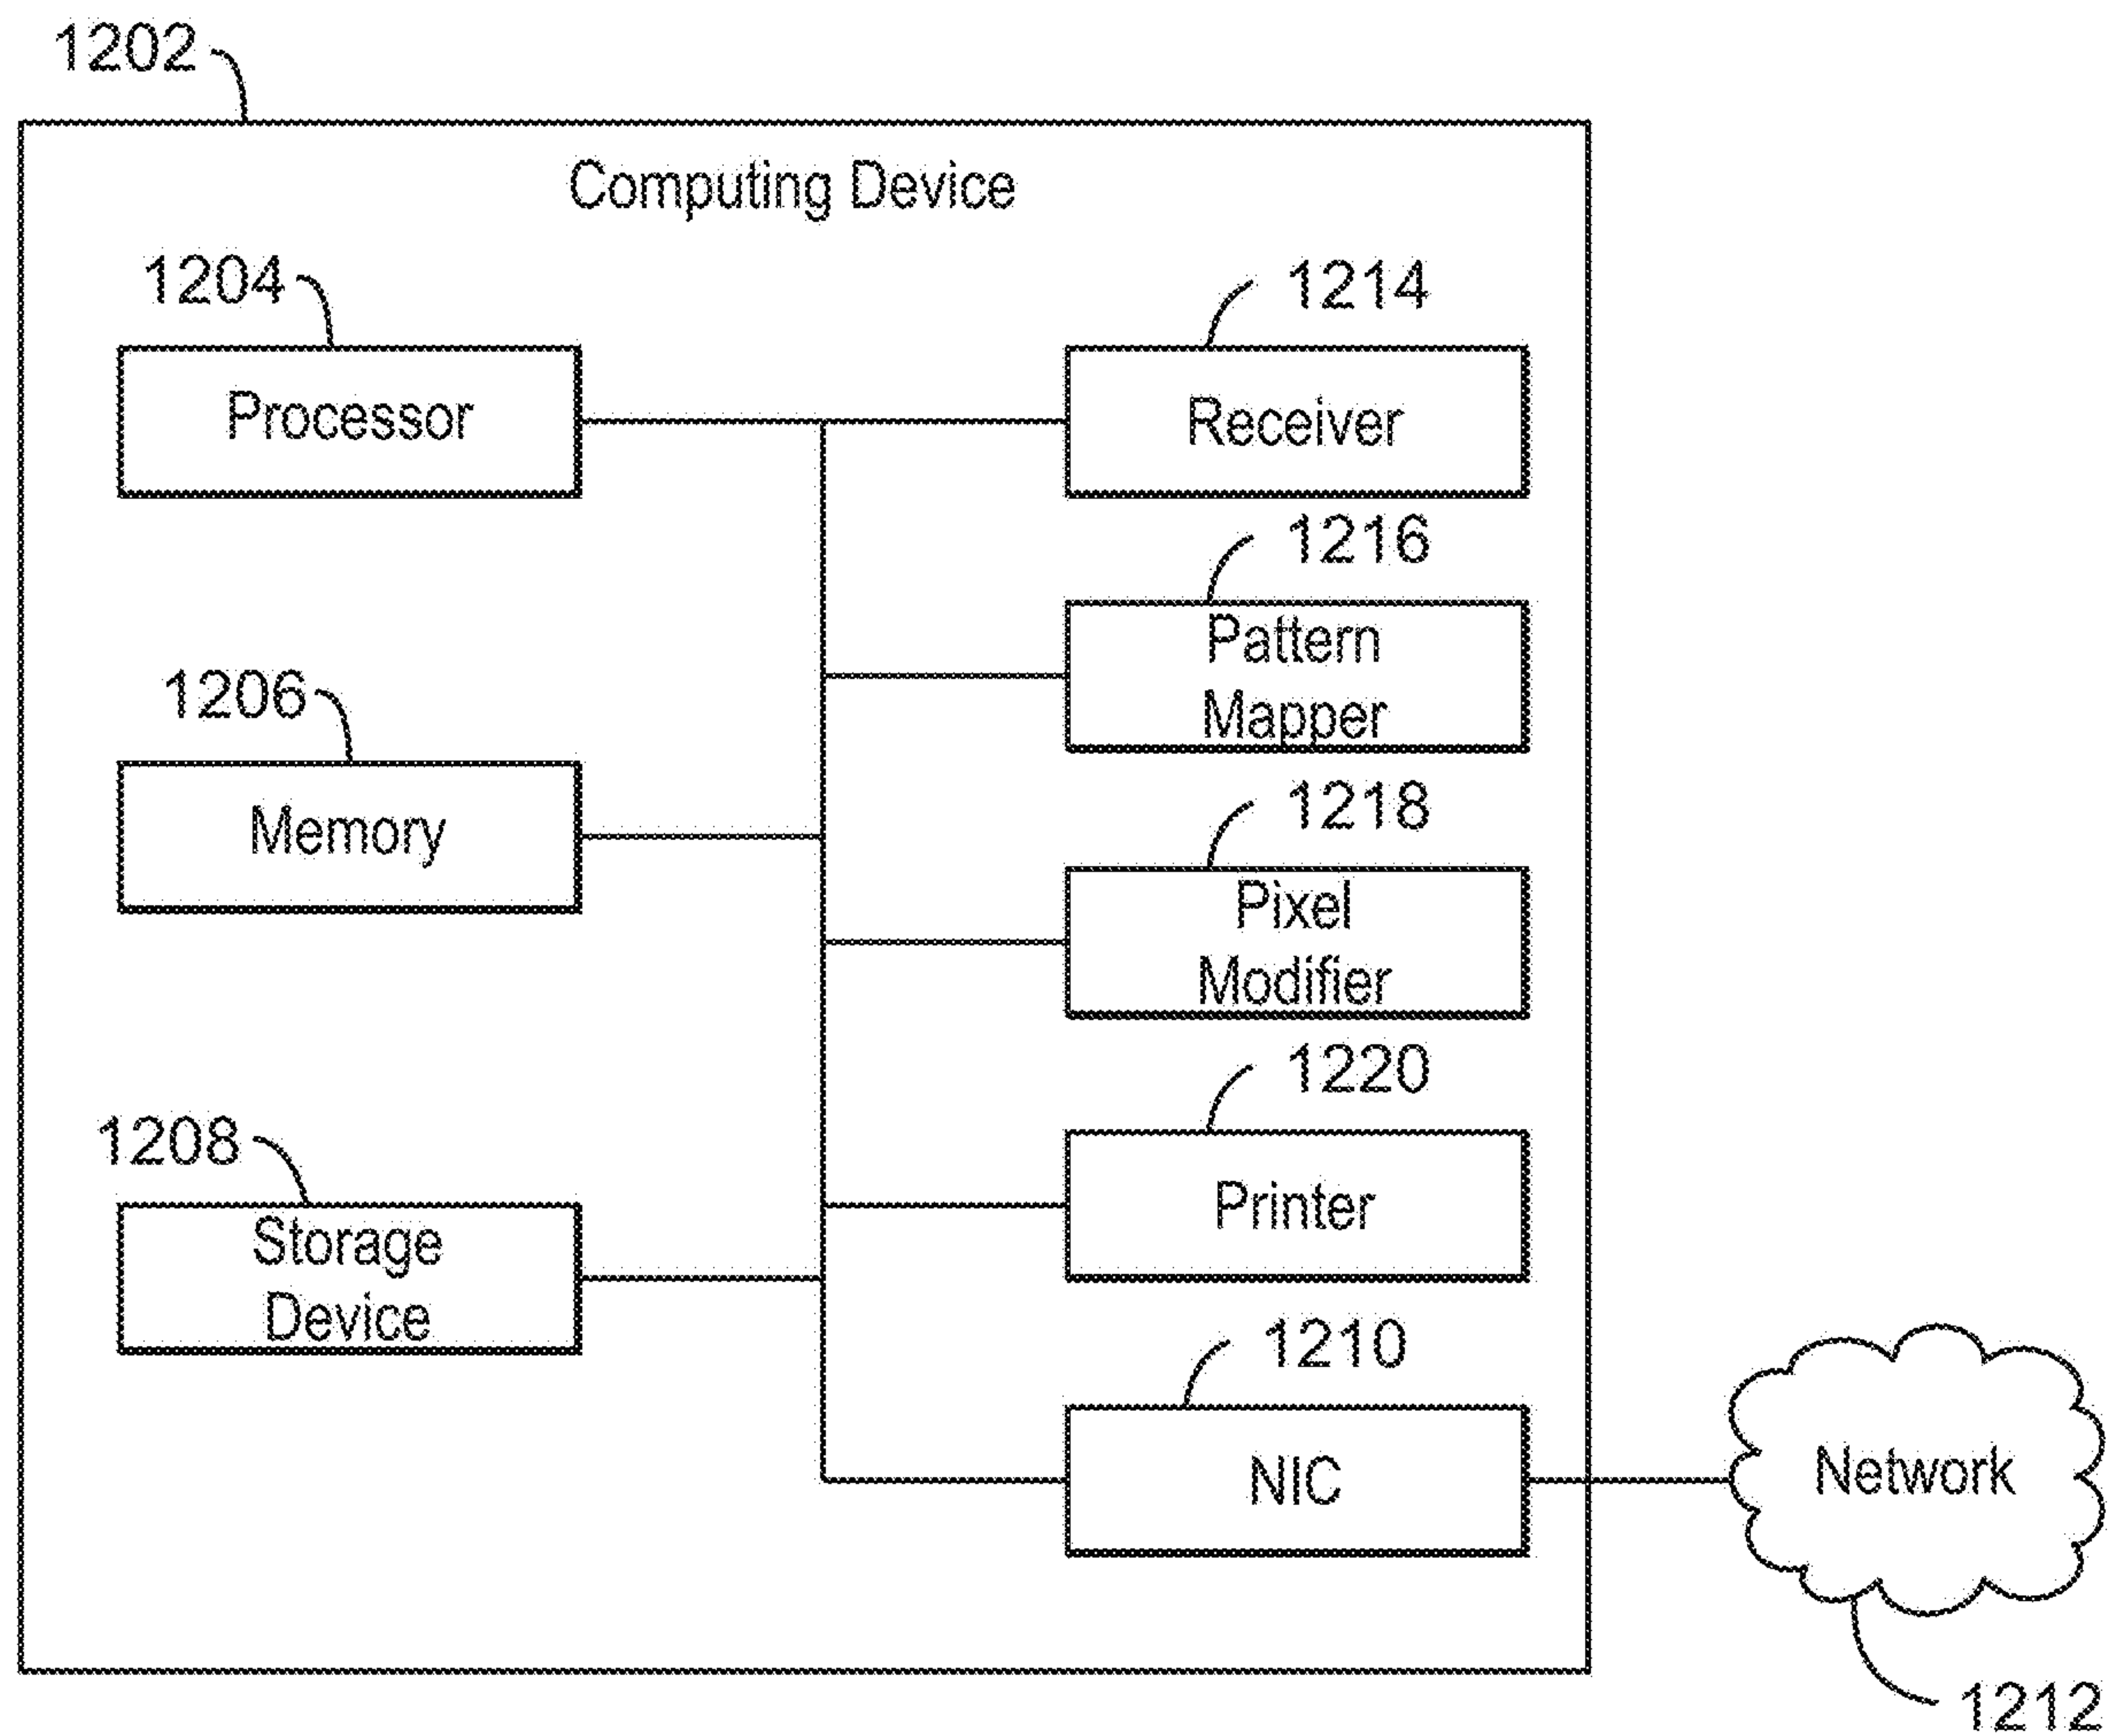 1202
Computing Device
1204
1214
Processor
Receiver
1216
Pattern
Mapper
1206
Memory
1218
Pixel
Modifier
1220
1208
Storage
Device
Printer
1210
NIC
Network
1212